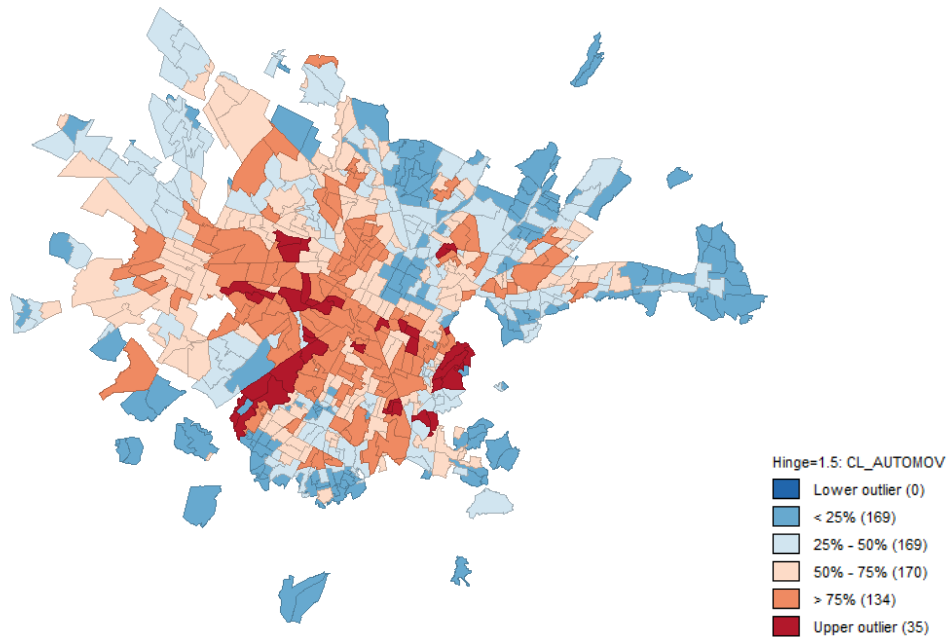 Hinge=1.5: CL_AUTOMOV
Lower outlier (0)
< 25% (169)
25% - 50% (169)
50% - 75% (170)
> 75% (134)
Upper outlier (35)